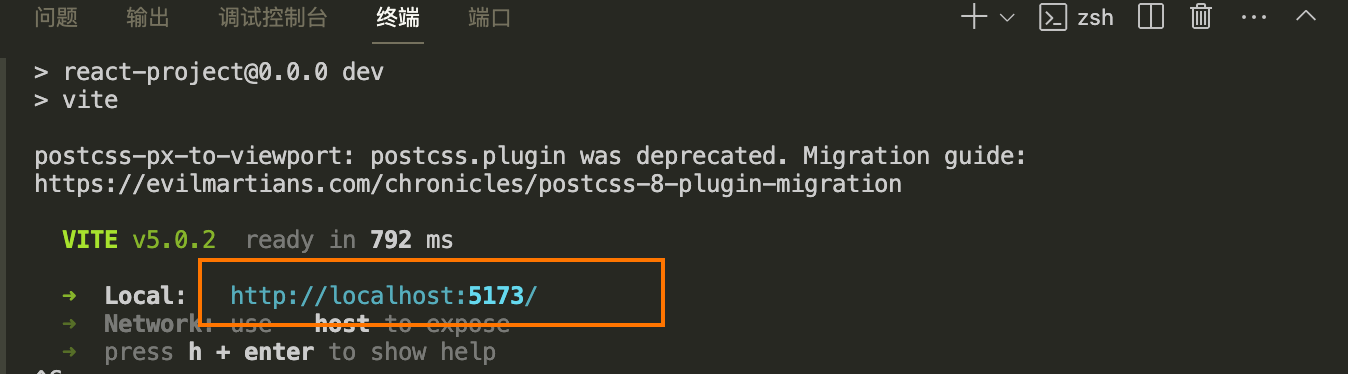 问题 输出 调试控制台 终端 端口 zsh
> react-project@0.0.0 dev
> vite
postcss-px-to-viewport: postcss.plugin was deprecated. Migration guide:
https://evilmartians.com/chronicles/postcss-8-plugin-migration
VITE v5.0.2 ready in 792 ms
➜ Local: http://localhost:5173/
➜ Network: use host to expose
➜ press h + enter to show help